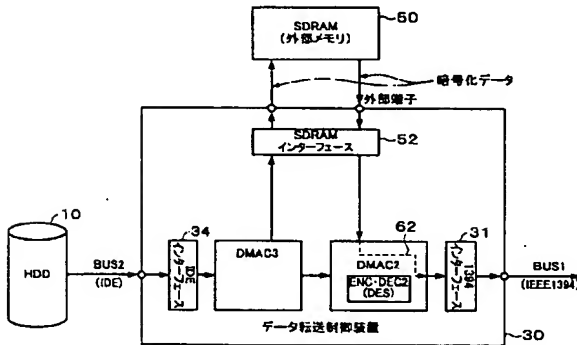 SDRAM
(外部メモリ)
50
暗号化データ
外部端子
SDRAM
インターフェース
52
10
HDD
BUS2
(IDE)
34
IDE
インターフェース
DMAC3
62
DMAC2
ENC・DEC2
(DES)
31
1394
インターフェース
BUS1
(IEEE1394)
データ転送制御装置
30